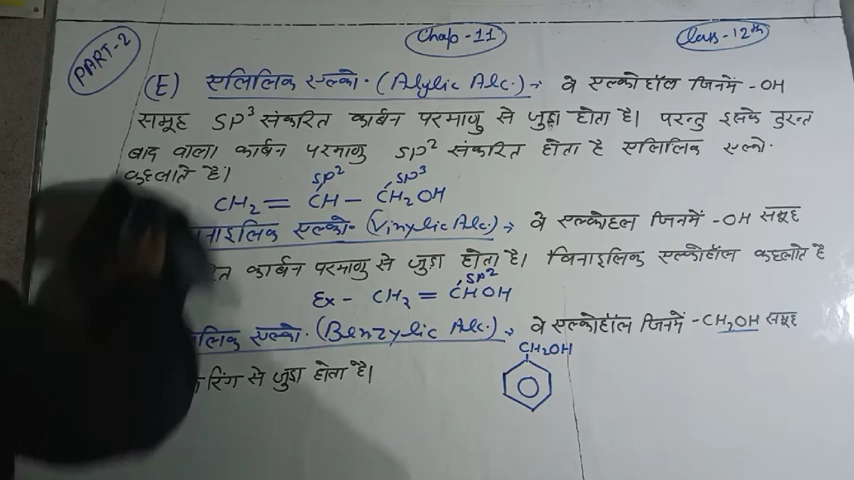 PART-2 Chap-11 Class-12th
(E) एलिलिक एल्को. (Allylic Alc.) :- वे एल्कोहॉल जिनमें -OH
समूह SP³ संकरित कार्बन परमाणु से जुड़ा होता है। परन्तु इसके तुरन्त
बाद वाला कार्बन परमाणु SP² संकरित होता है एलिलिक एल्को.
कहलाते है।
SP² SP³
CH₂ = CH - CH₂OH
नाइलिक एल्को. (Vinylic Alc.) :- वे एल्कोहल जिनमें -OH समूह
रित कार्बन परमाणु से जुड़ा होता है। विनाइलिक एल्कोहॉल कहलाते है
SP²
Ex - CH₂ = CHOH
लिक एल्को. (Benzylic Alc.) :- वे एल्कोहॉल जिनमें -CH₂OH समूह
CH₂OH
रिंग से जुड़ा होता है।